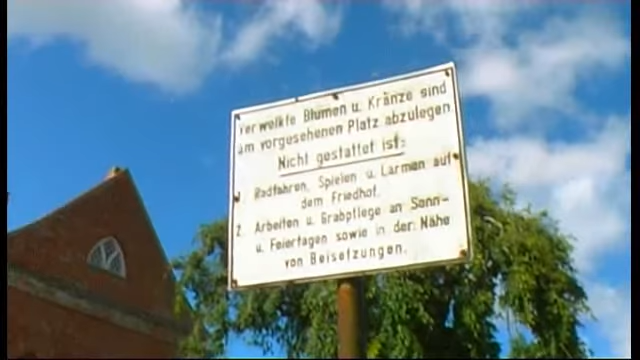 Verwelkte Blumen u. Kränze sind
am vorgesehenen Platz abzulegen
Nicht gestattet ist:
1. Radfahren, Spielen u. Lärmen auf
dem Friedhof.
2. Arbeiten u. Grabpflege an Sonn-
u. Feiertagen sowie in der Nähe
von Beisetzungen.